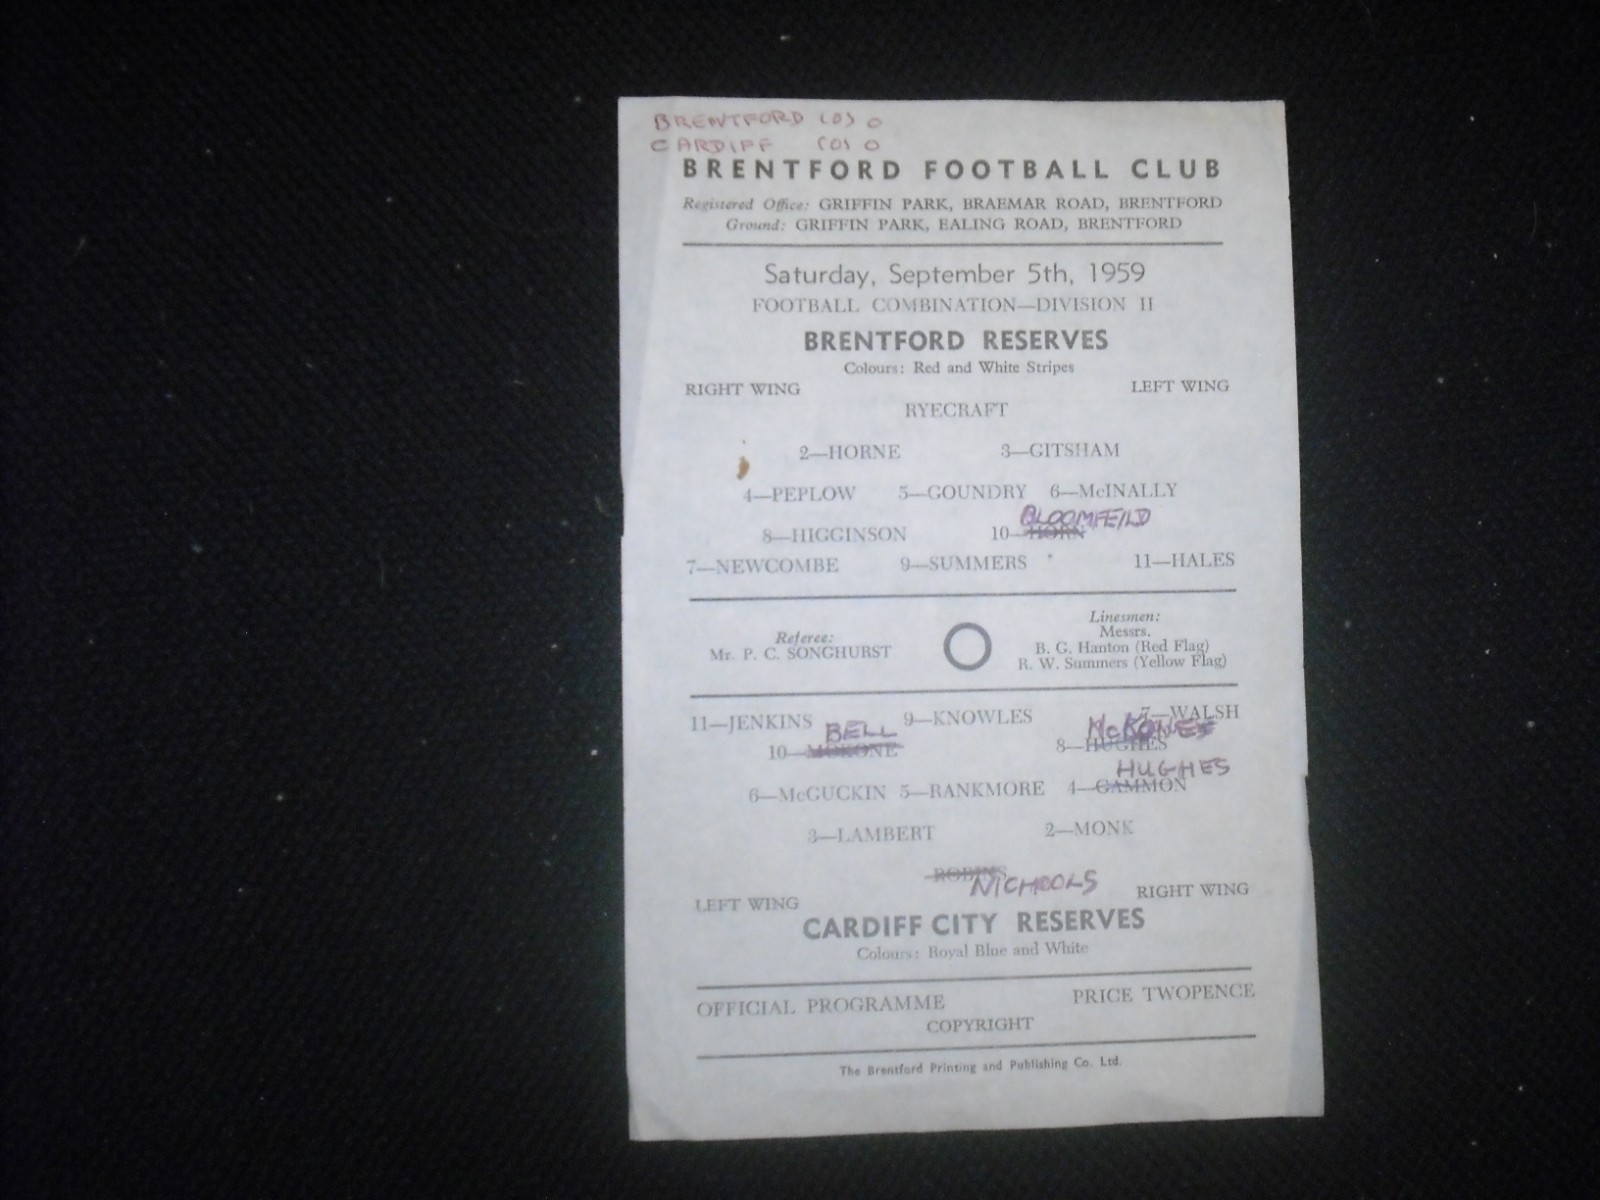 BRENTFORD (0) 0
CARDIFF (0) 0
BRENTFORD FOOTBALL CLUB
Registered Office: GRIFFIN PARK, BRAEMAR ROAD, BRENTFORD
Ground: GRIFFIN PARK, EALING ROAD, BRENTFORD
Saturday, September 5th, 1959
FOOTBALL COMBINATION—DIVISION II
BRENTFORD RESERVES
Colours: Red and White Stripes
RIGHT WING LEFT WING
RYECRAFT
2—HORNE 3—GITSHAM
4—PEPLOW 5—GOUNDRY 6—McINALLY
BLOOMFEILD
8—HIGGINSON 10—HORN
7—NEWCOMBE 9—SUMMERS 11—HALES
Linesmen:
Referee: Messrs.
Mr. P. C. SONGHURST B. G. Hanton (Red Flag)
R. W. Summers (Yellow Flag)
11—JENKINS 9—KNOWLES 7—WALSH
BELL McKONE
10—MOKONE 8—HUGHES
HUGHES
6—McGUCKIN 5—RANKMORE 4—GAMMON
3—LAMBERT 2—MONK
ROBINS NICHOOLS
LEFT WING RIGHT WING
CARDIFF CITY RESERVES
Colours: Royal Blue and White
OFFICIAL PROGRAMME PRICE TWOPENCE
COPYRIGHT
The Brentford Printing and Publishing Co. Ltd.